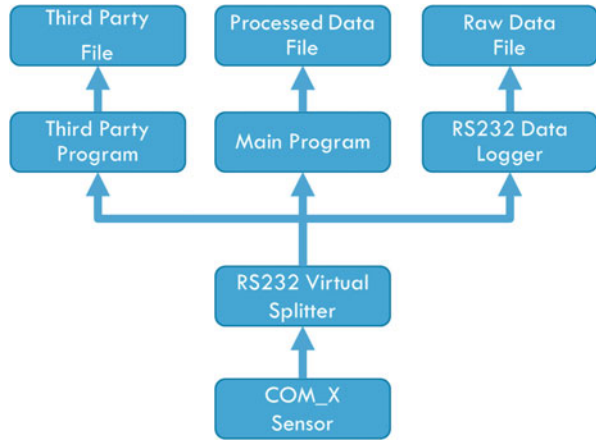 Third Party
File
Processed Data
File
Raw Data
File
Third Party
Program
Main Program
RS232 Data
Logger
RS232 Virtual
Splitter
COM_X
Sensor